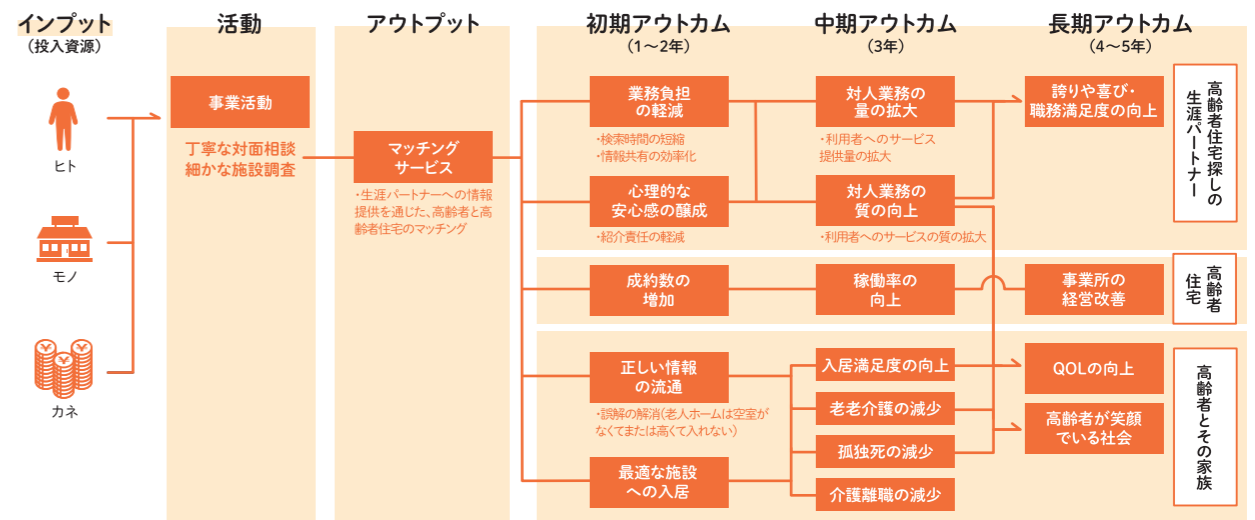 インプット
(投入資源)
ヒト
モノ
カネ
活動
事業活動
丁寧な対面相談
細かな施設調査
アウトプット
マッチング
サービス
・生涯パートナーへの情報
提供を通じた、高齢者と高
齢者住宅のマッチング
初期アウトカム
(1〜2年)
中期アウトカム
(3年)
長期アウトカム
(4〜5年)
業務負担
の軽減
・検索時間の短縮
・情報共有の効率化
心理的な
安心感の醸成
・紹介責任の軽減
対人業務の
量の拡大
・利用者へのサービス
提供量の拡大
対人業務の
質の向上
・利用者へのサービスの質の拡大
誇りや喜び・
職務満足度の向上
高齢者住宅探しの
生涯パートナー
成約数の
増加
稼働率の
向上
事業所の
経営改善
高齢者
住宅
正しい情報
の流通
・誤解の解消(老人ホームは空室が
なくてまたは高くて入れない)
最適な施設
への入居
入居満足度の向上
老老介護の減少
孤独死の減少
介護離職の減少
QOLの向上
高齢者が笑顔
でいる社会
高齢者とその家族